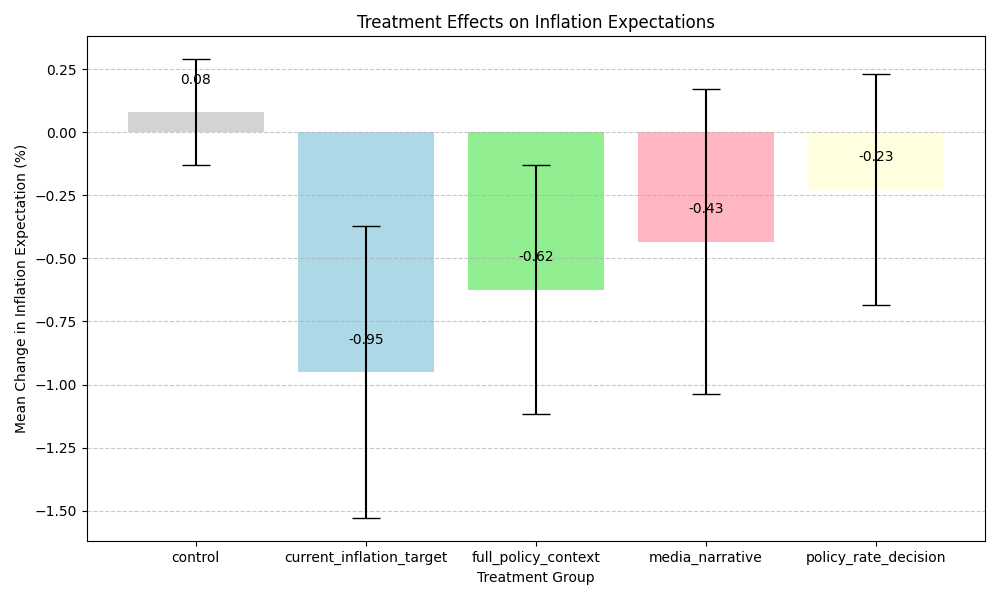 Treatment Effects on Inflation Expectations
Mean Change in Inflation Expectation (%)
0.25
0.00
−0.25
−0.50
−0.75
−1.00
−1.25
−1.50
0.08
-0.95
-0.62
-0.43
-0.23
control
current_inflation_target
full_policy_context
media_narrative
policy_rate_decision
Treatment Group